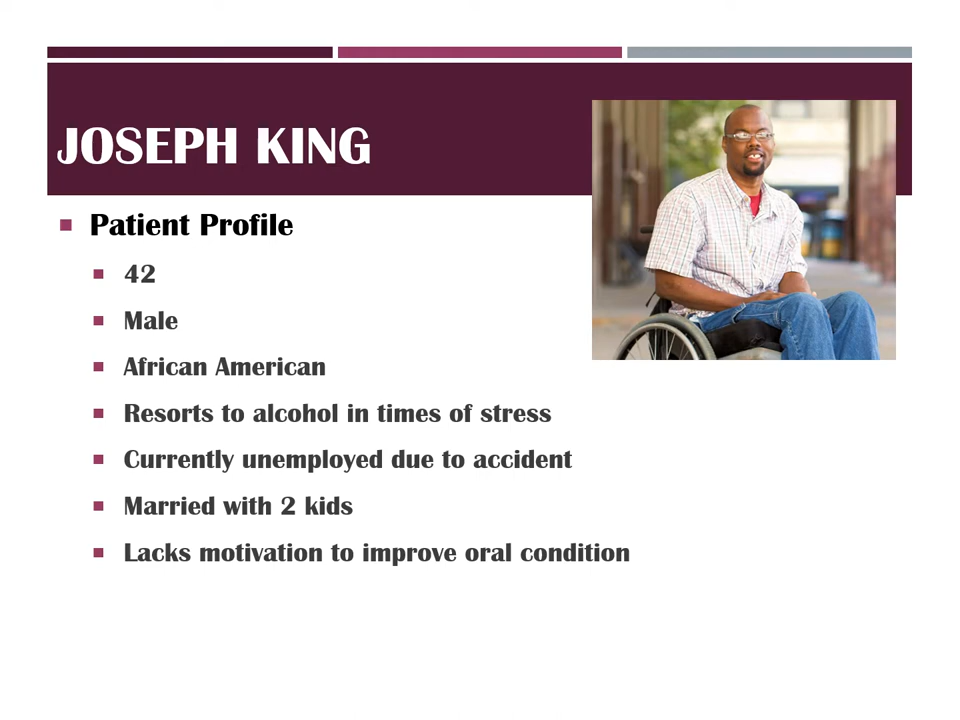 JOSEPH KING
Patient Profile
42
Male
African American
Resorts to alcohol in times of stress
Currently unemployed due to accident
Married with 2 kids
Lacks motivation to improve oral condition